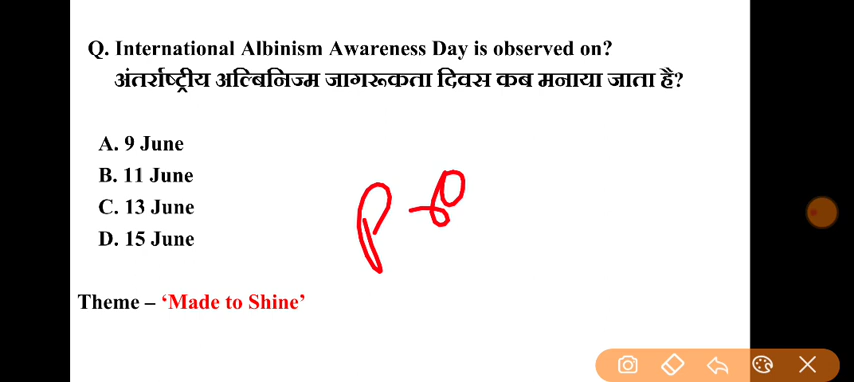 Q. International Albinism Awareness Day is observed on?
अंतर्राष्ट्रीय अल्बिनिज्म जागरूकता दिवस कब मनाया जाता है?
A. 9 June
B. 11 June
C. 13 June
D. 15 June
Theme – ‘Made to Shine’